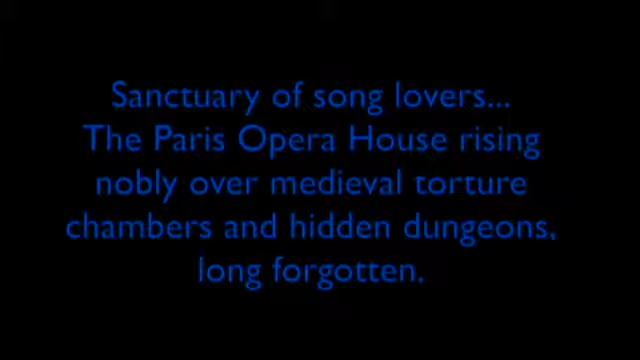 Sanctuary of song lovers...
The Paris Opera House rising
nobly over medieval torture
chambers and hidden dungeons,
long forgotten.